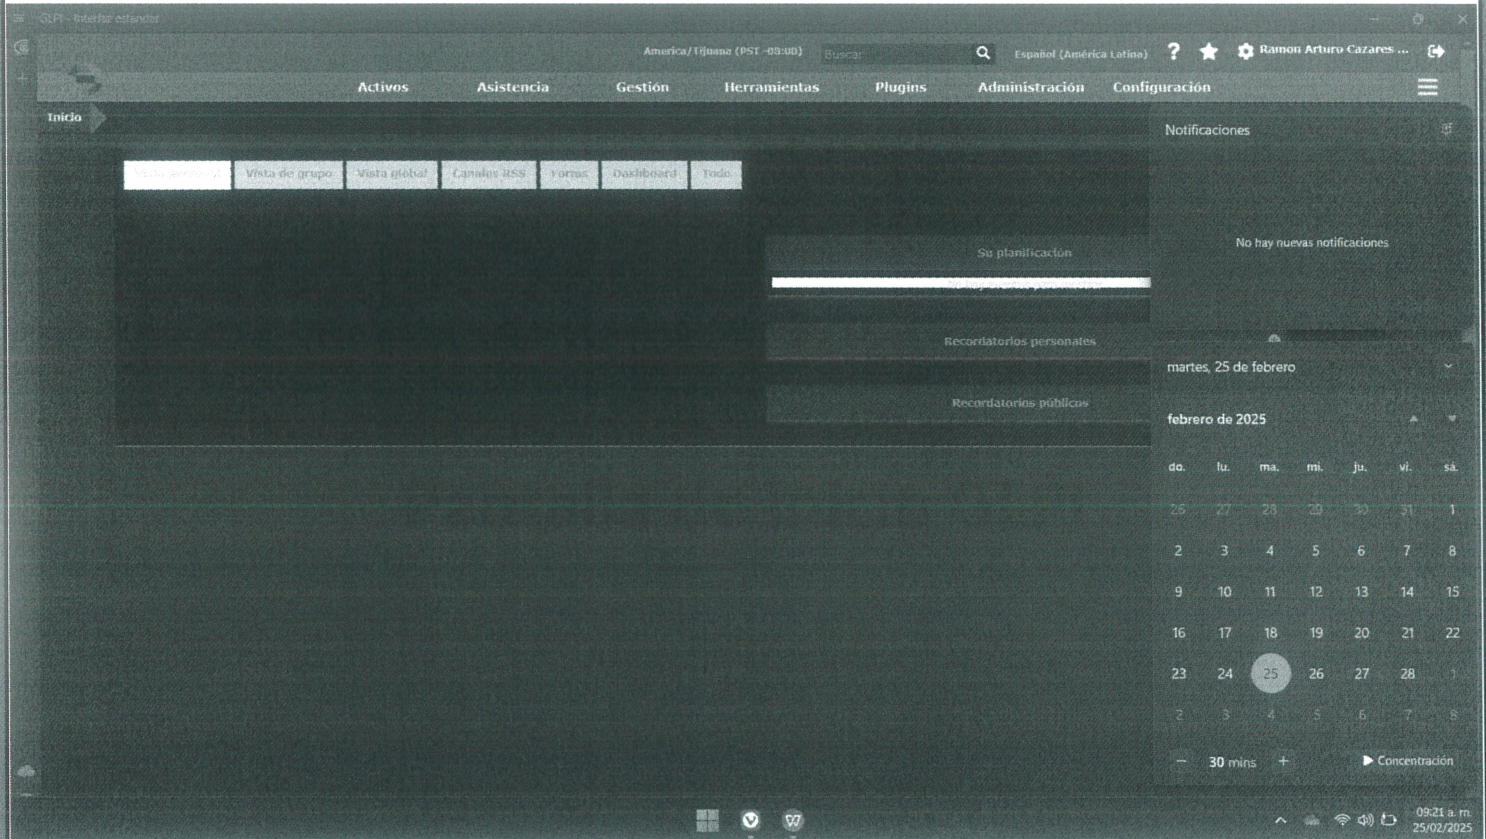 GLPI - Interfaz estándar
America/Tijuana (PST -08:00)
Buscar
Español (América Latina)
?
Ramon Arturo Cazares ...
Activos Asistencia Gestión Herramientas Plugins Administración Configuración
Inicio
Vista personal Vista de grupo Vista global Canales RSS Forms Dashboard Todo
Su planificación
Recordatorios personales
Recordatorios públicos
Notificaciones
No hay nuevas notificaciones
martes, 25 de febrero
febrero de 2025
do. lu. ma. mi. ju. vi. sá.
26 27 28 29 30 31 1
2 3 4 5 6 7 8
9 10 11 12 13 14 15
16 17 18 19 20 21 22
23 24 25 26 27 28 1
2 3 4 5 6 7 8
− 30 mins +
Concentración
09:21 a. m.
25/02/2025